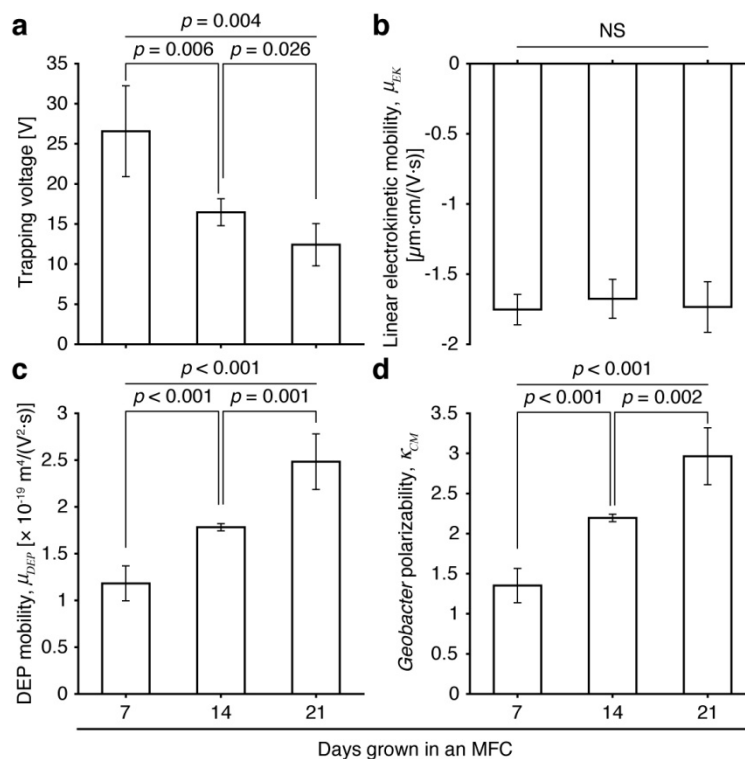 a
p = 0.004
p = 0.006
p = 0.026
Trapping voltage [V]
35
30
25
20
15
10
5
0
b
NS
Linear electrokinetic mobility, μEK
[μm·cm/(V·s)]
0
-0.5
-1
-1.5
-2
c
p < 0.001
p < 0.001
p = 0.001
DEP mobility, μDEP [× 10⁻¹⁹ m⁴/(V²·s)]
3
2.5
2
1.5
1
0.5
0
7
14
21
d
p < 0.001
p < 0.001
p = 0.002
Geobacter polarizability, κCM
4
3.5
3
2.5
2
1.5
1
0.5
0
7
14
21
Days grown in an MFC